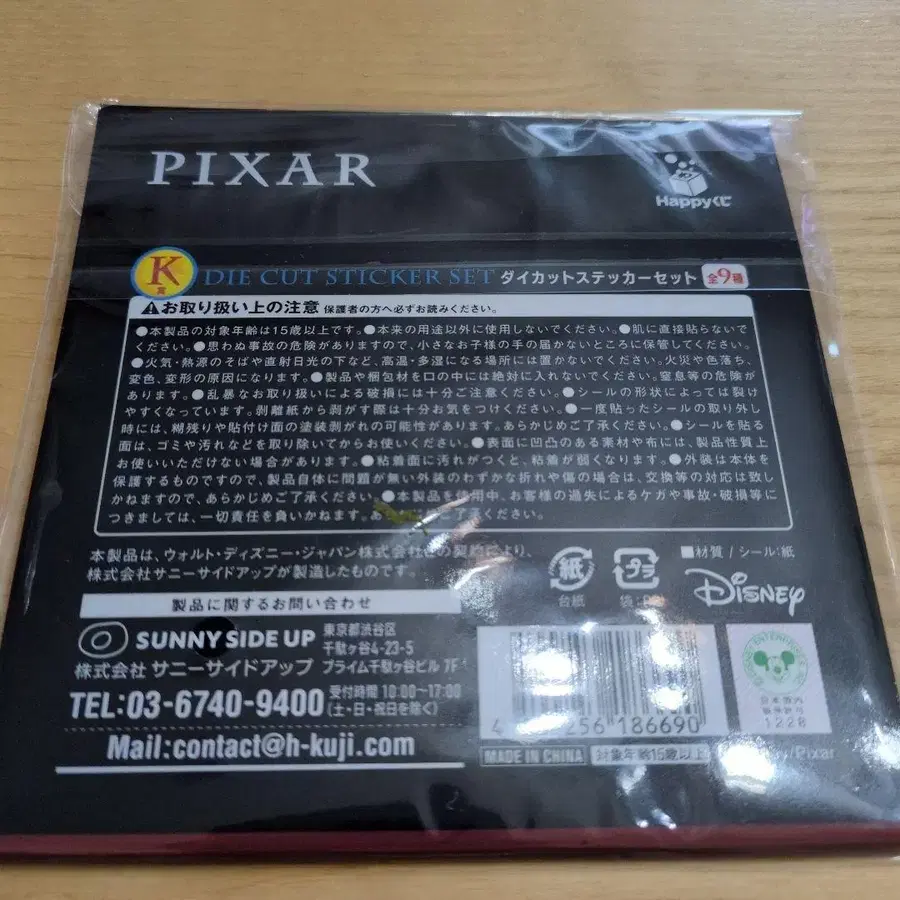 PIXAR
Happyくじ
K賞 DIE CUT STICKER SET ダイカットステッカーセット 全9種
お取り扱い上の注意 保護者の方へ必ずお読みください。
●本製品の対象年齢は15歳以上です。●本来の用途以外に使用しないでください。●肌に直接貼らないで
ください。●思わぬ事故の危険がありますので、小さなお子様の手の届かないところに保管してください。
●火気・熱源のそばや直射日光の下など、高温・多湿になる場所には置かないでください。火災や色落ち、
変色、変形の原因になります。●製品や梱包材を口の中には絶対に入れないでください。窒息等の危険が
あります。●乱暴なお取り扱いによる破損には十分ご注意ください。●シールの形状によっては裂け
やすくなっています。剥離紙から剥がす際は十分お気をつけください。●一度貼ったシールの取り外し
時には、糊残りや貼付け面の塗装剥がれの可能性があります。あらかじめご了承ください。●シールを貼る
面は、ゴミや汚れなどを取り除いてからお使いください。●表面に凹凸のある素材や布には、製品性質上
お使いいただけない場合があります。●粘着面に汚れがつくと、粘着が弱くなります。●外装は本体を
保護するものですので、製品自体に問題が無い外装のわずかな折れや傷の場合は、交換等の対応は致し
かねますので、あらかじめご了承ください。●本製品を使用中、お客様の過失によるケガや事故・破損等に
つきましては、一切責任を負いかねます。あ ご了承ください。
本製品は、ウォルト・ディズニー・ジャパン株式会社との契約により、
株式会社サニーサイドアップが製造したものです。
紙 台紙
プラ 袋:
■材質/シール:紙
Disney
製品に関するお問い合わせ
SUNNY SIDE UP
株式会社 サニーサイドアップ
東京都渋谷区
千駄ヶ谷4-23-5
プライム千駄ヶ谷ビル 7F
TEL:03-6740-9400
受付時間 10:00〜17:00
(土・日・祝日を除く)
Mail:contact@h-kuji.com
4 256 186690
日本国内
販売許可
1228
MADE IN CHINA
対象年齢15歳以上
/Pixar